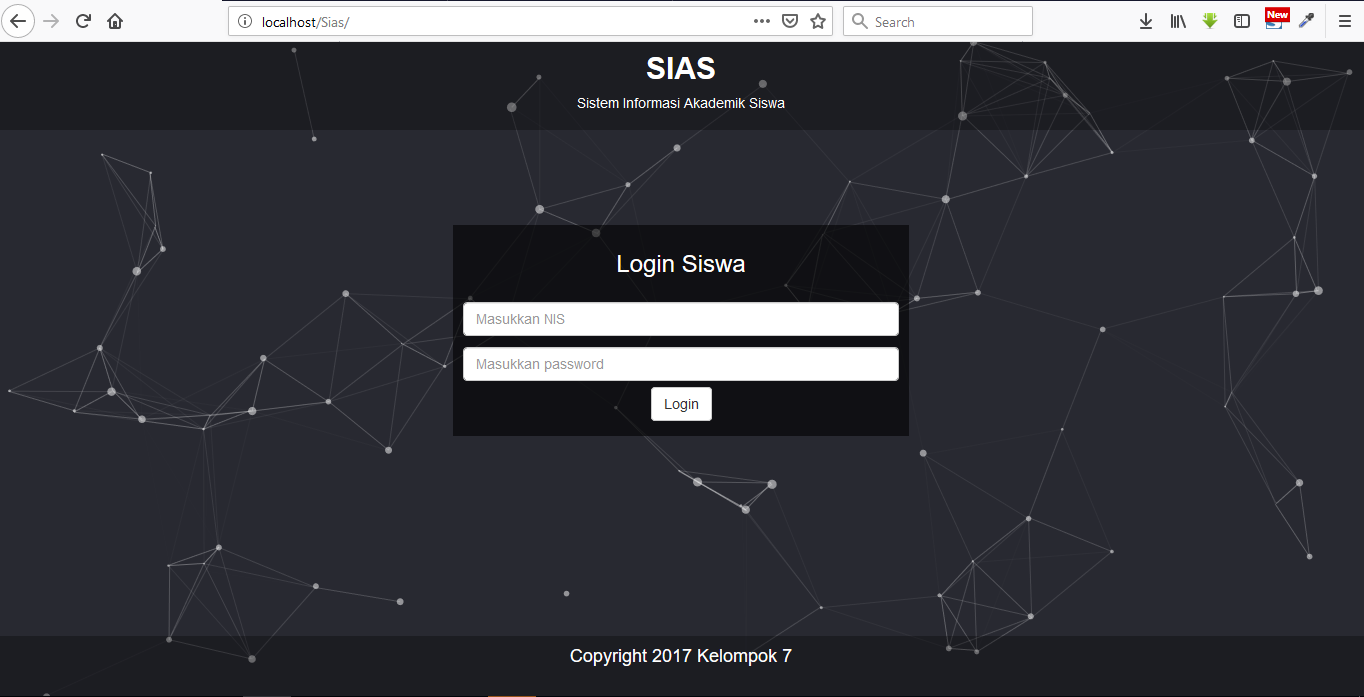 localhost/Sias/
Search
New
SIAS
Sistem Informasi Akademik Siswa
Login Siswa
Masukkan NIS
Masukkan password
Login
Copyright 2017 Kelompok 7